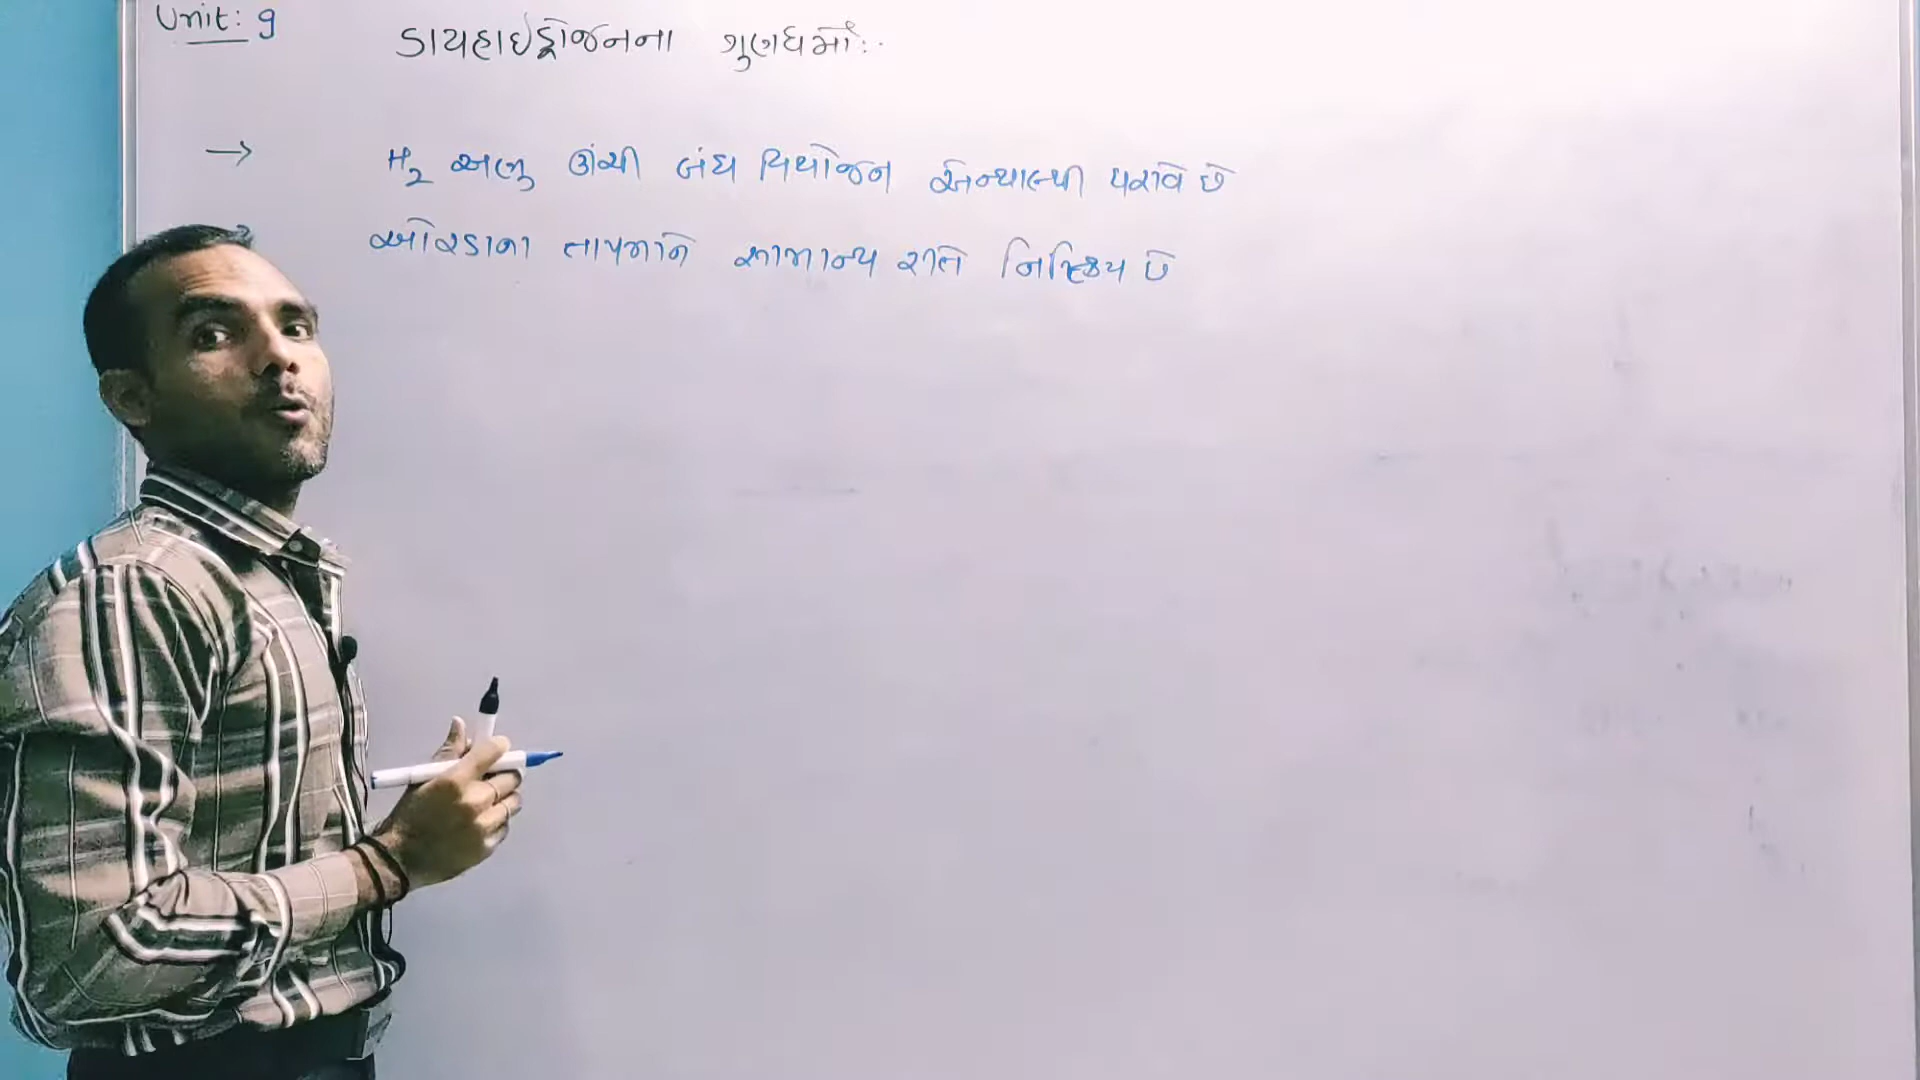 Unit: 9
ડાયહાઇડ્રોજનના ગુણધર્મો:-
→ H2 અણુ ઊંચી બંધ વિયોજન એન્થાલ્પી ધરાવે છે
ઓરડાના તાપમાને સામાન્ય રીતે નિષ્ક્રિય છે